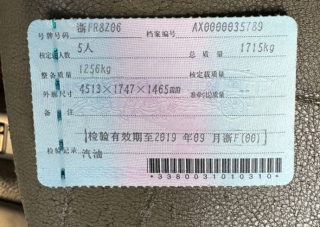 号牌号码 浙FR8Z06 档案编号 AX0000035789
核定载人数 5人 总质量 1715kg
整备质量 1256kg 核定载质量 --
外廓尺寸 4513×1747×1465mm 准牵引总质量 --
备注
检验有效期至2019年09月浙F(00)
检验记录 汽油
*3380031010310*